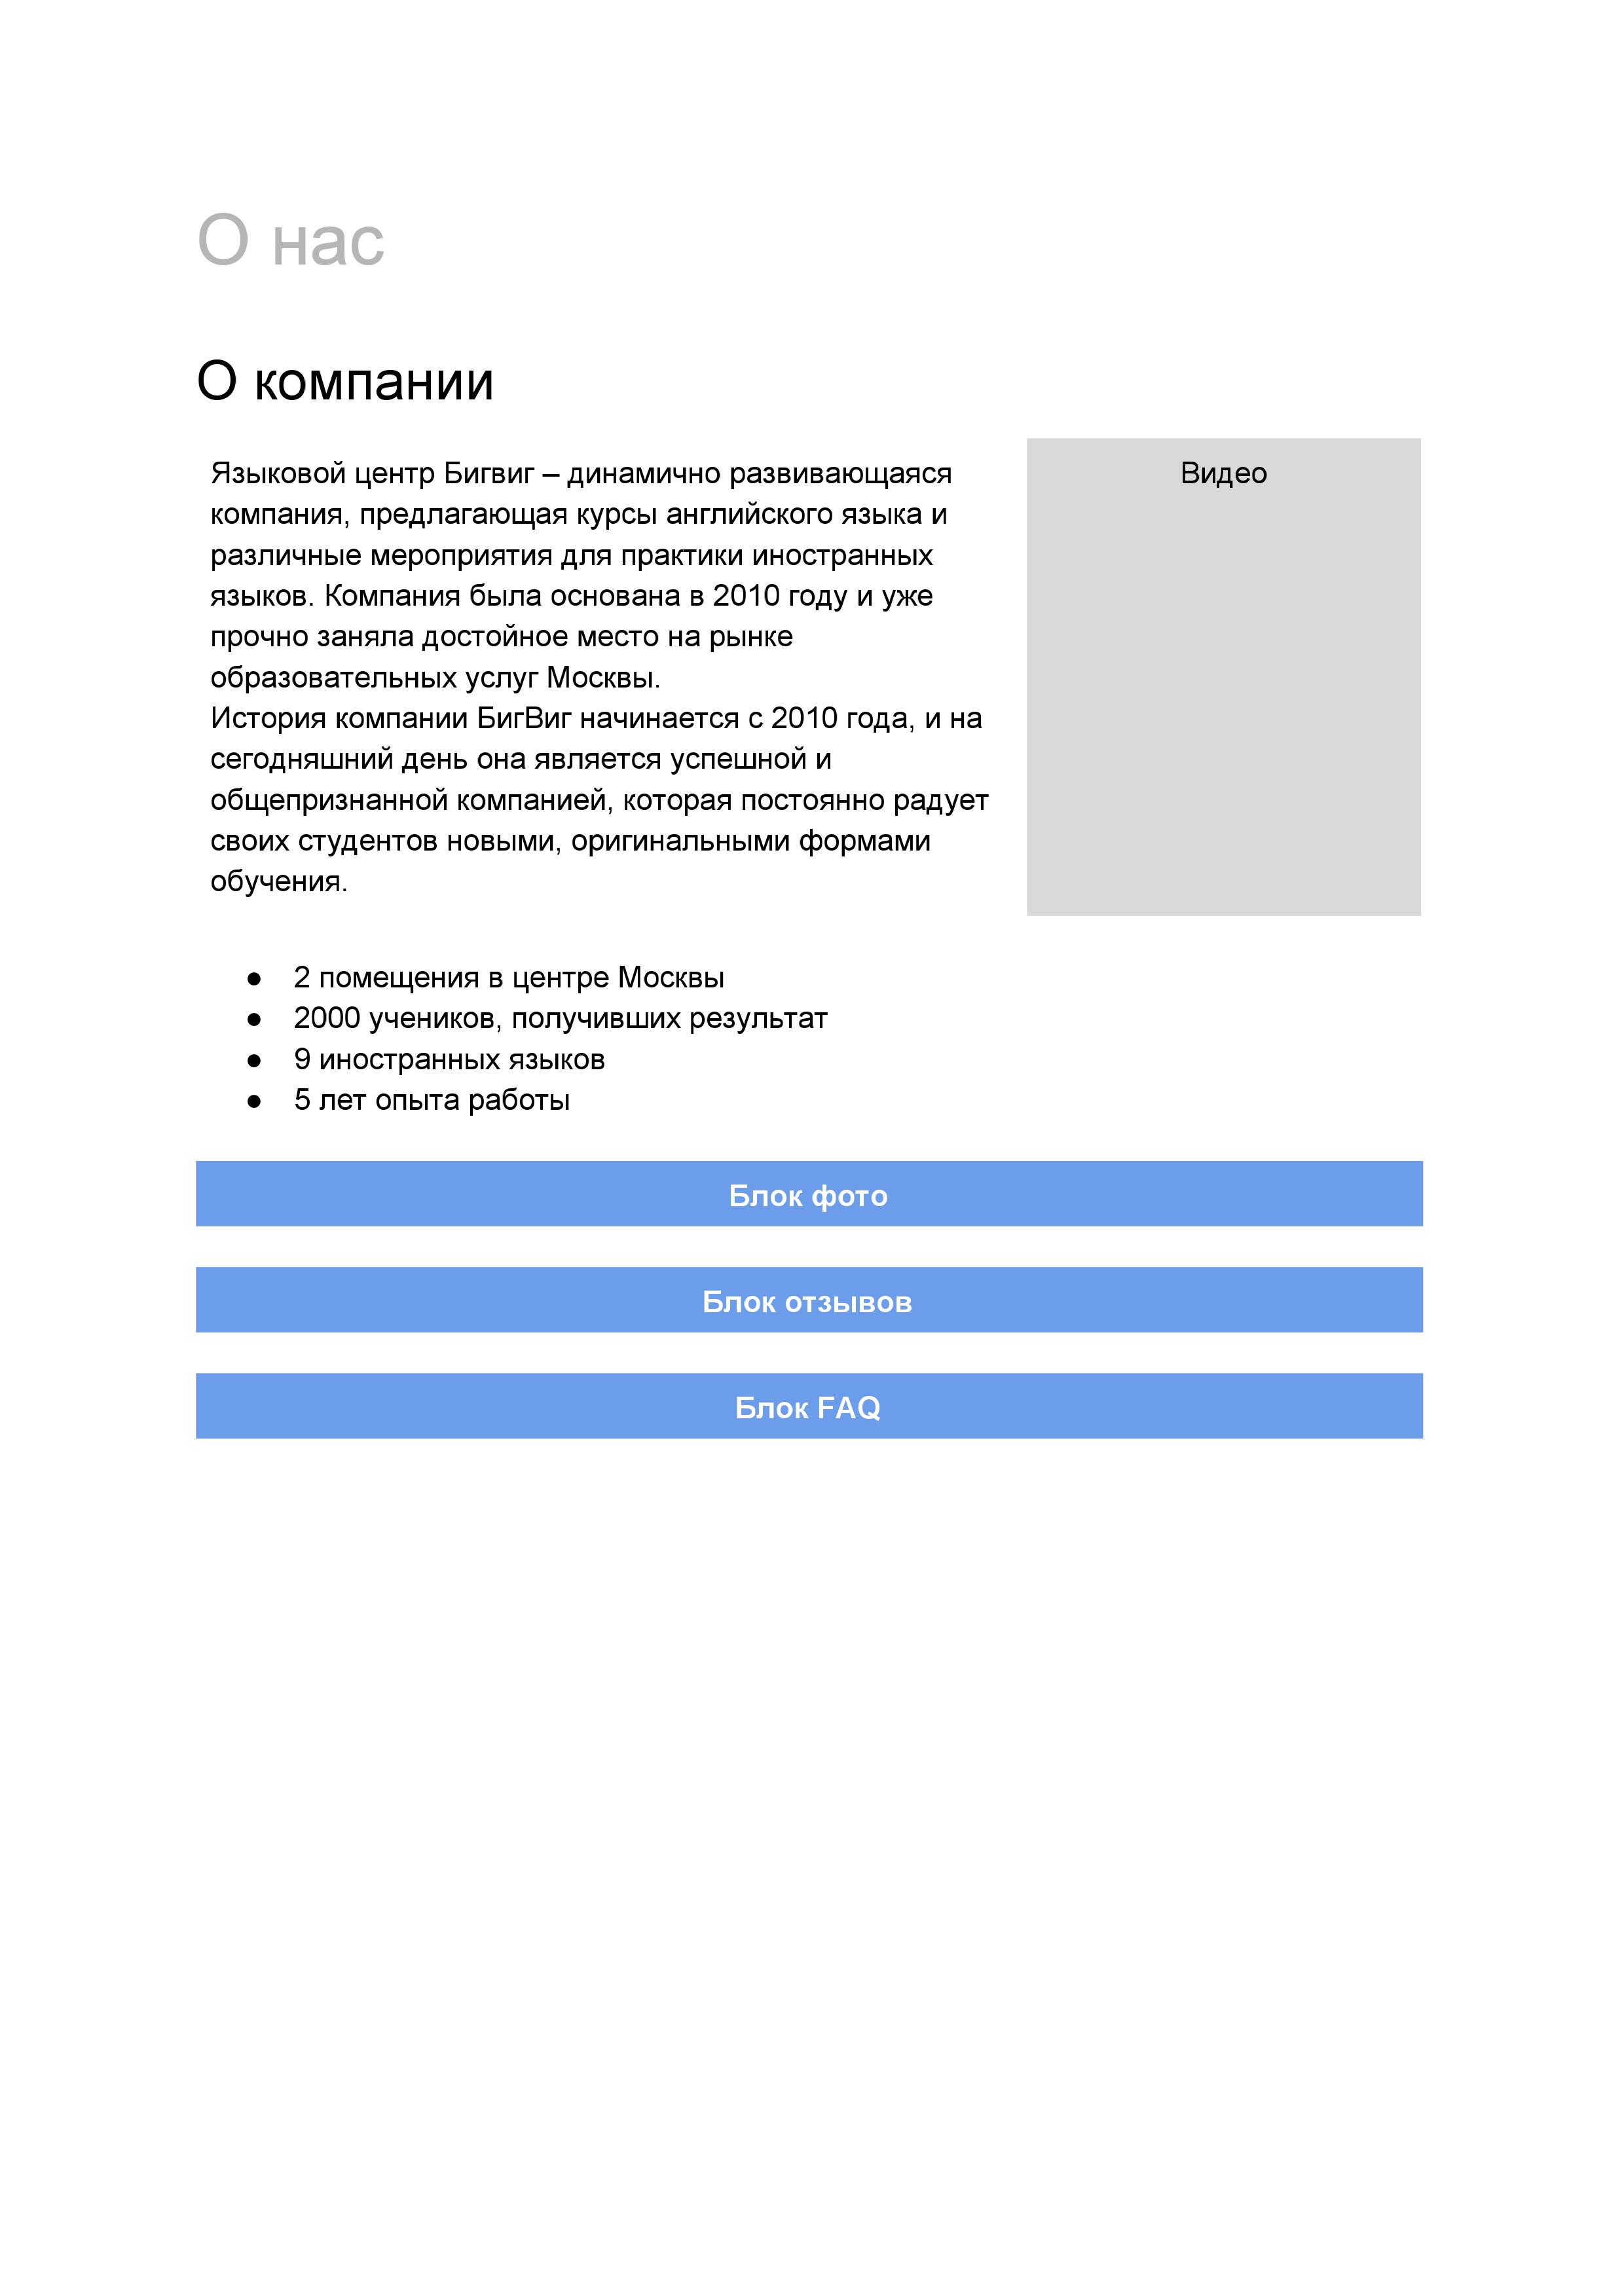 О нас
О компании
Языковой центр Бигвиг – динамично развивающаяся
компания, предлагающая курсы английского языка и
различные мероприятия для практики иностранных
языков. Компания была основана в 2010 году и уже
прочно заняла достойное место на рынке
образовательных услуг Москвы.
История компании БигВиг начинается с 2010 года, и на
сегодняшний день она является успешной и
общепризнанной компанией, которая постоянно радует
своих студентов новыми, оригинальными формами
обучения.
Видео
● 2 помещения в центре Москвы
● 2000 учеников, получивших результат
● 9 иностранных языков
● 5 лет опыта работы
Блок фото
Блок отзывов
Блок FAQ